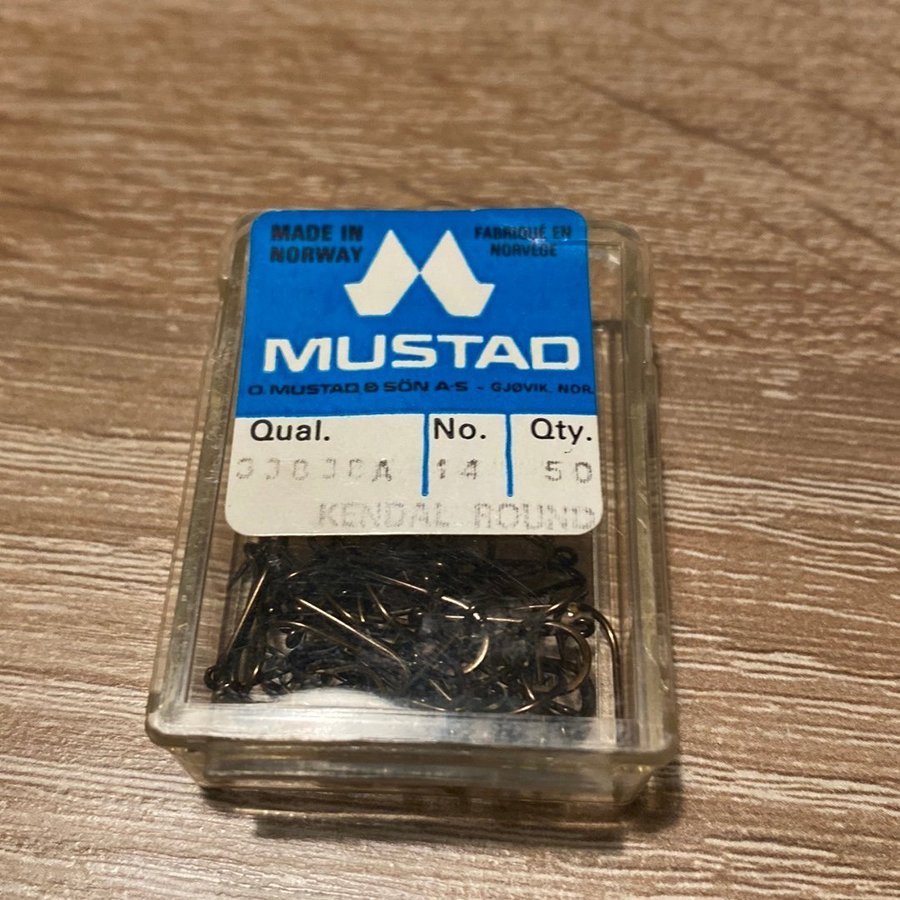 MADE IN
NORWAY
FABRIQUÉ EN
NORVÈGE
MUSTAD
O. MUSTAD & SÖN A-S - GJØVIK. NOR.
Qual. No. Qty.
14 50
KENDAL ROUND